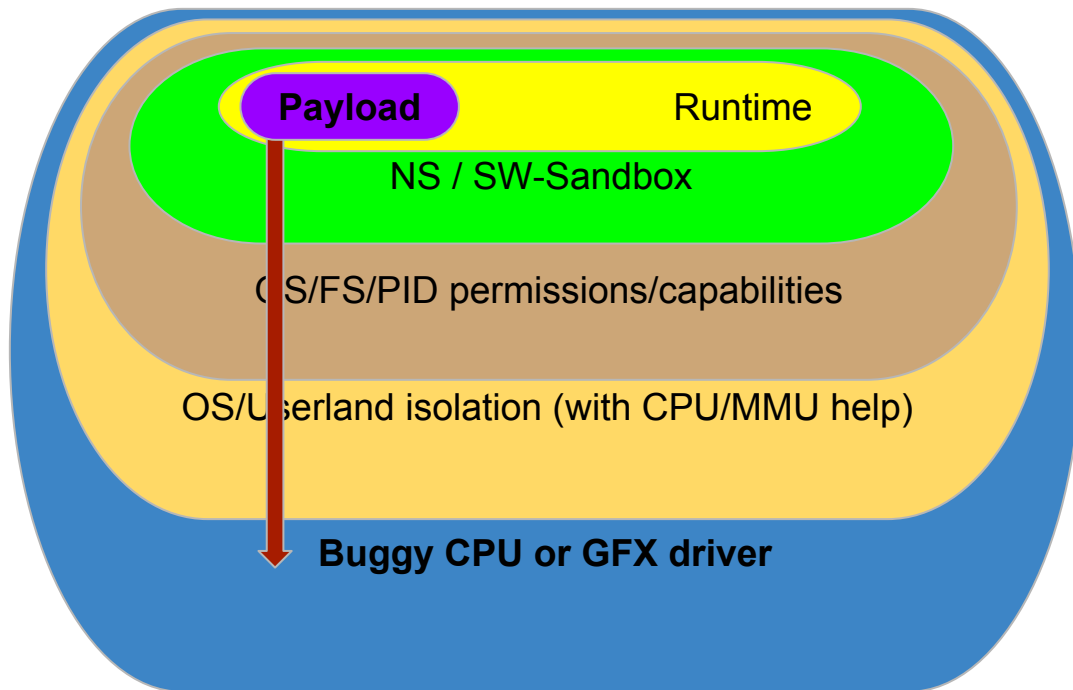 Payload Runtime
NS / SW-Sandbox
OS/FS/PID permissions/capabilities
OS/Userland isolation (with CPU/MMU help)
Buggy CPU or GFX driver